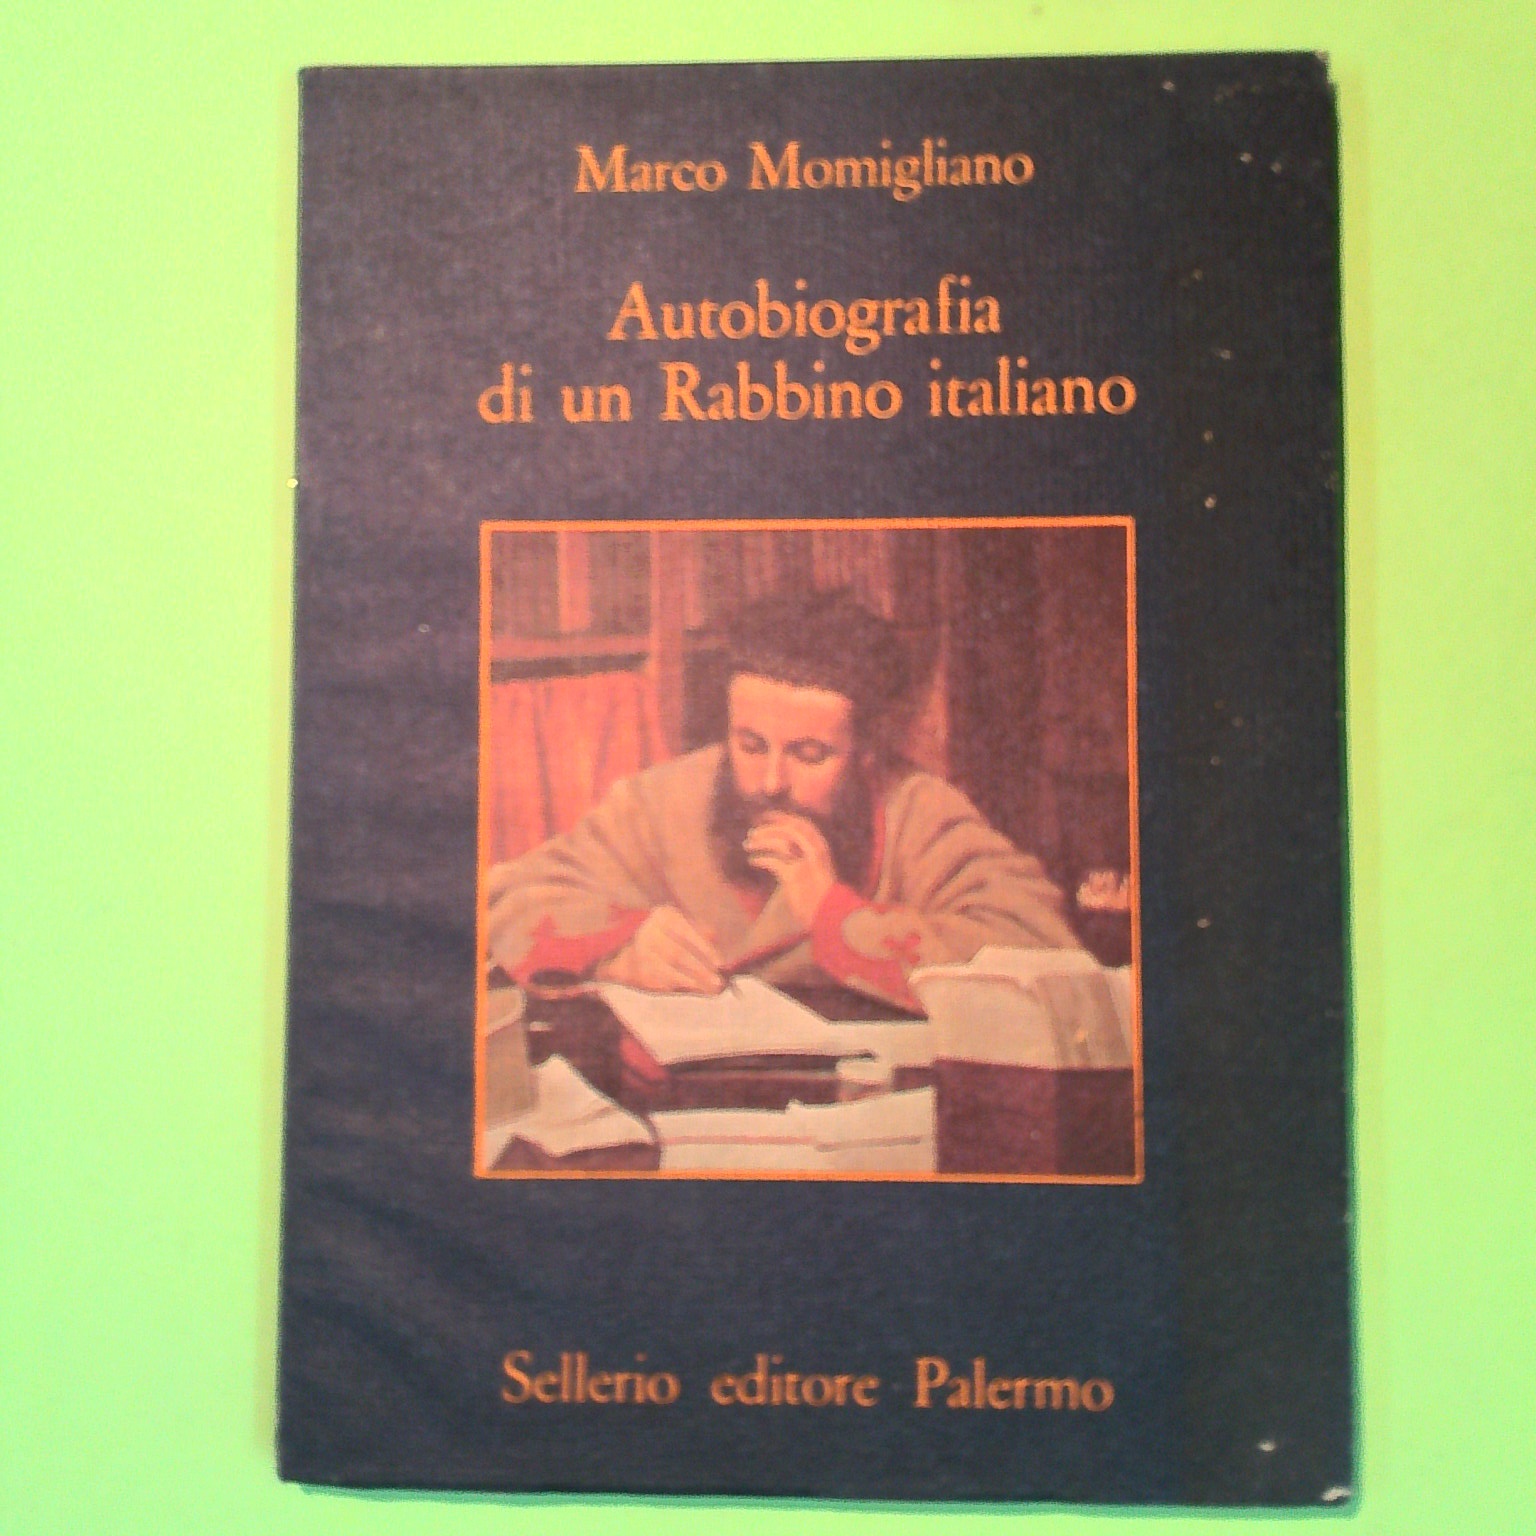 Marco Momigliano
Autobiografia
di un Rabbino italiano
Sellerio editore Palermo